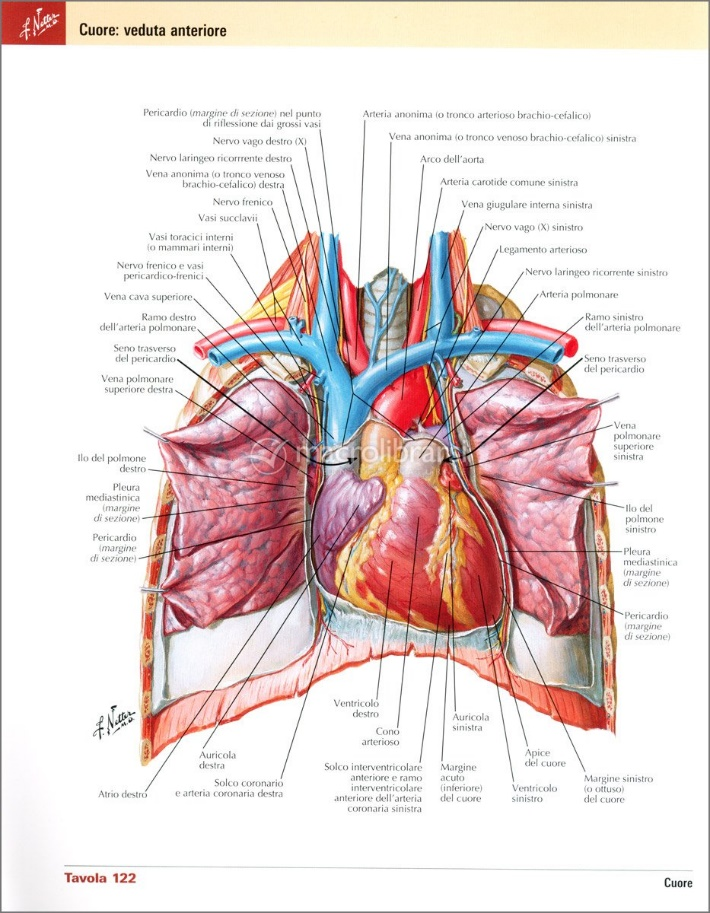 F. Netter M.D.
Cuore: veduta anteriore
Pericardio (margine di sezione) nel punto
di riflessione dai grossi vasi
Nervo vago destro (X)
Nervo laringeo ricorrrente destro
Vena anonima (o tronco venoso
brachio-cefalico) destra
Nervo frenico
Vasi succlavii
Vasi toracici interni
(o mammari interni)
Nervo frenico e vasi
pericardico-frenici
Vena cava superiore
Ramo destro
dell'arteria polmonare
Seno trasverso
del pericardio
Vena polmonare
superiore destra
Ilo del polmone
destro
Pleura
mediastinica
(margine
di sezione)
Pericardio
(margine
di sezione)
Arteria anonima (o tronco arterioso brachio-cefalico)
Vena anonima (o tronco venoso brachio-cefalico) sinistra
Arco dell'aorta
Arteria carotide comune sinistra
Vena giugulare interna sinistra
Nervo vago (X) sinistro
Legamento arterioso
Nervo laringeo ricorrente sinistro
Arteria polmonare
Ramo sinistro
dell'arteria polmonare
Seno trasverso
del pericardio
Vena
polmonare
superiore
sinistra
Ilo del
polmone
sinistro
Pleura
mediastinica
(margine
di sezione)
Pericardio
(margine
di sezione)
macrolibrarsi
F. Netter M.D.
Atrio destro
Auricola
destra
Solco coronario
e arteria coronaria destra
Ventricolo
destro
Cono
arterioso
Solco interventricolare
anteriore e ramo
interventricolare
anteriore dell'arteria
coronaria sinistra
Auricola
sinistra
Margine
acuto
(inferiore)
del cuore
Apice
del cuore
Ventricolo
sinistro
Margine sinistro
(o ottuso)
del cuore
Tavola 122
Cuore